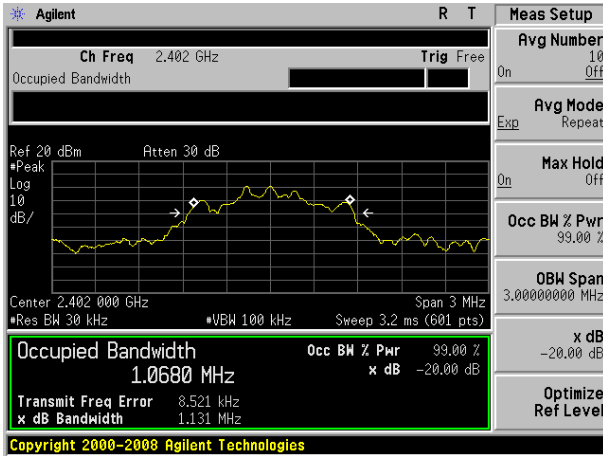 Agilent R T
Ch Freq 2.402 GHz Trig Free
Occupied Bandwidth
Ref 20 dBm Atten 30 dB
#Peak
Log
10
dB/
Center 2.402 000 GHz Span 3 MHz
#Res BW 30 kHz #VBW 100 kHz Sweep 3.2 ms (601 pts)
Occupied Bandwidth Occ BW % Pwr 99.00 %
1.0680 MHz x dB -20.00 dB
Transmit Freq Error 8.521 kHz
x dB Bandwidth 1.131 MHz
Copyright 2000-2008 Agilent Technologies
Meas Setup
Avg Number
10
On Off
Avg Mode
Exp Repeat
Max Hold
On Off
Occ BW % Pwr
99.00 %
OBW Span
3.00000000 MHz
x dB
-20.00 dB
Optimize
Ref Level